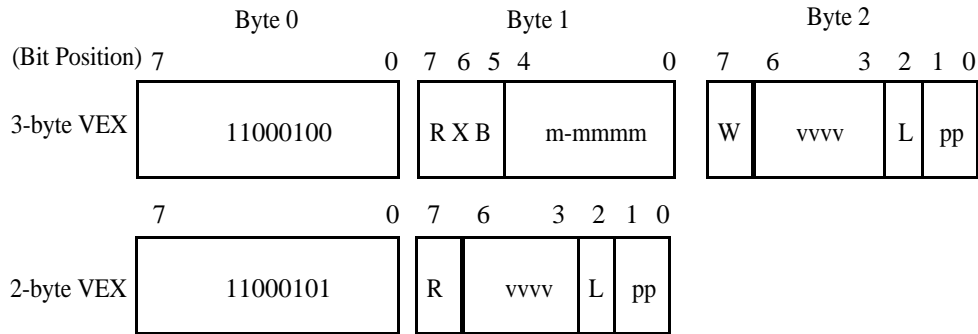 Byte 0 Byte 1 Byte 2
(Bit Position) 7 0 7 6 5 4 0 7 6 3 2 1 0
3-byte VEX 11000100 R X B m-mmmm W vvvv L pp
7 0 7 6 3 2 1 0
2-byte VEX 11000101 R vvvv L pp